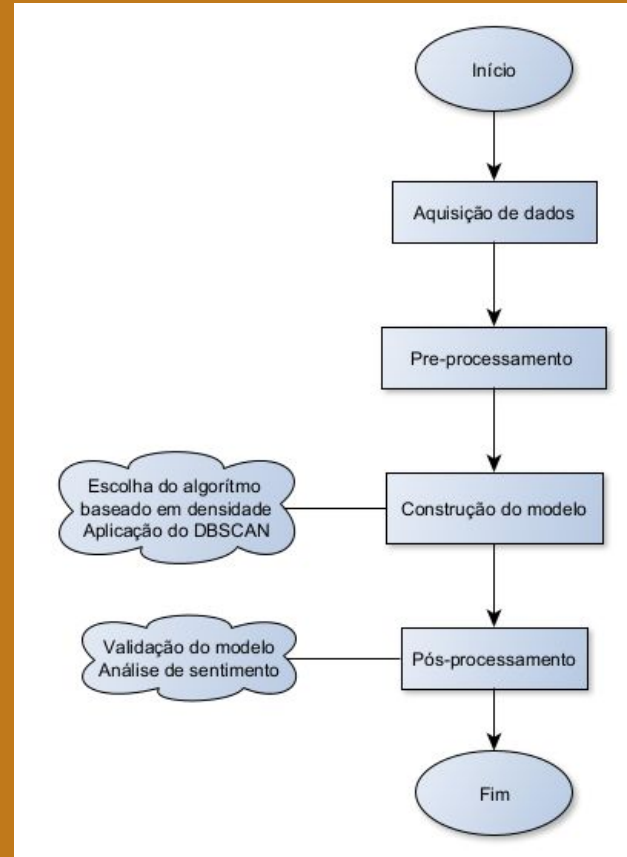 Início
Aquisição de dados
Pre-processamento
Escolha do algorítmo
baseado em densidade
Aplicação do DBSCAN
Construção do modelo
Validação do modelo
Análise de sentimento
Pós-processamento
Fim